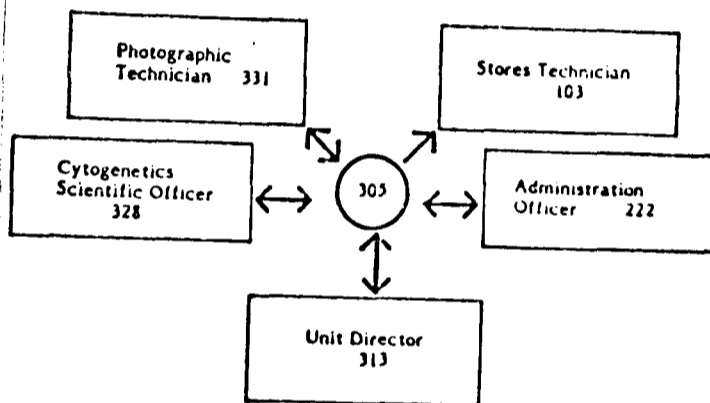 Photographic
Technician 331
Stores Technician
103
Cytogenetics
Scientific Officer
328
305
Administration
Officer 222
Unit Director
313